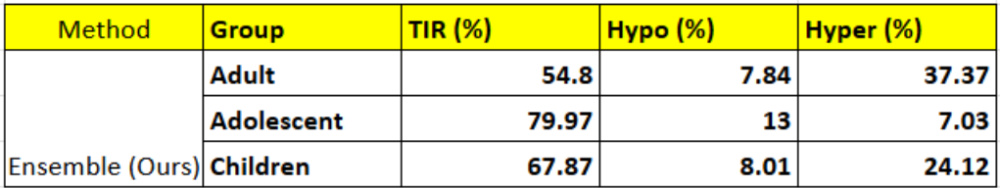 Method Group TIR (%) Hypo (%) Hyper (%)
Adult 54.8 7.84 37.37
Adolescent 79.97 13 7.03
Ensemble (Ours) Children 67.87 8.01 24.12